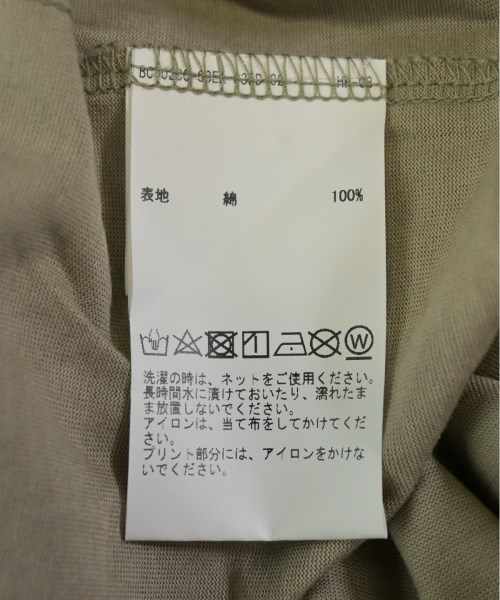 表地 綿 100%
W
洗濯の時は、ネットをご使用ください。
長時間水に漬けておいたり、濡れたま
ま放置しないでください。
アイロンは、当て布をしてかけてくだ
さい。
プリント部分には、アイロンをかけな
いでください。